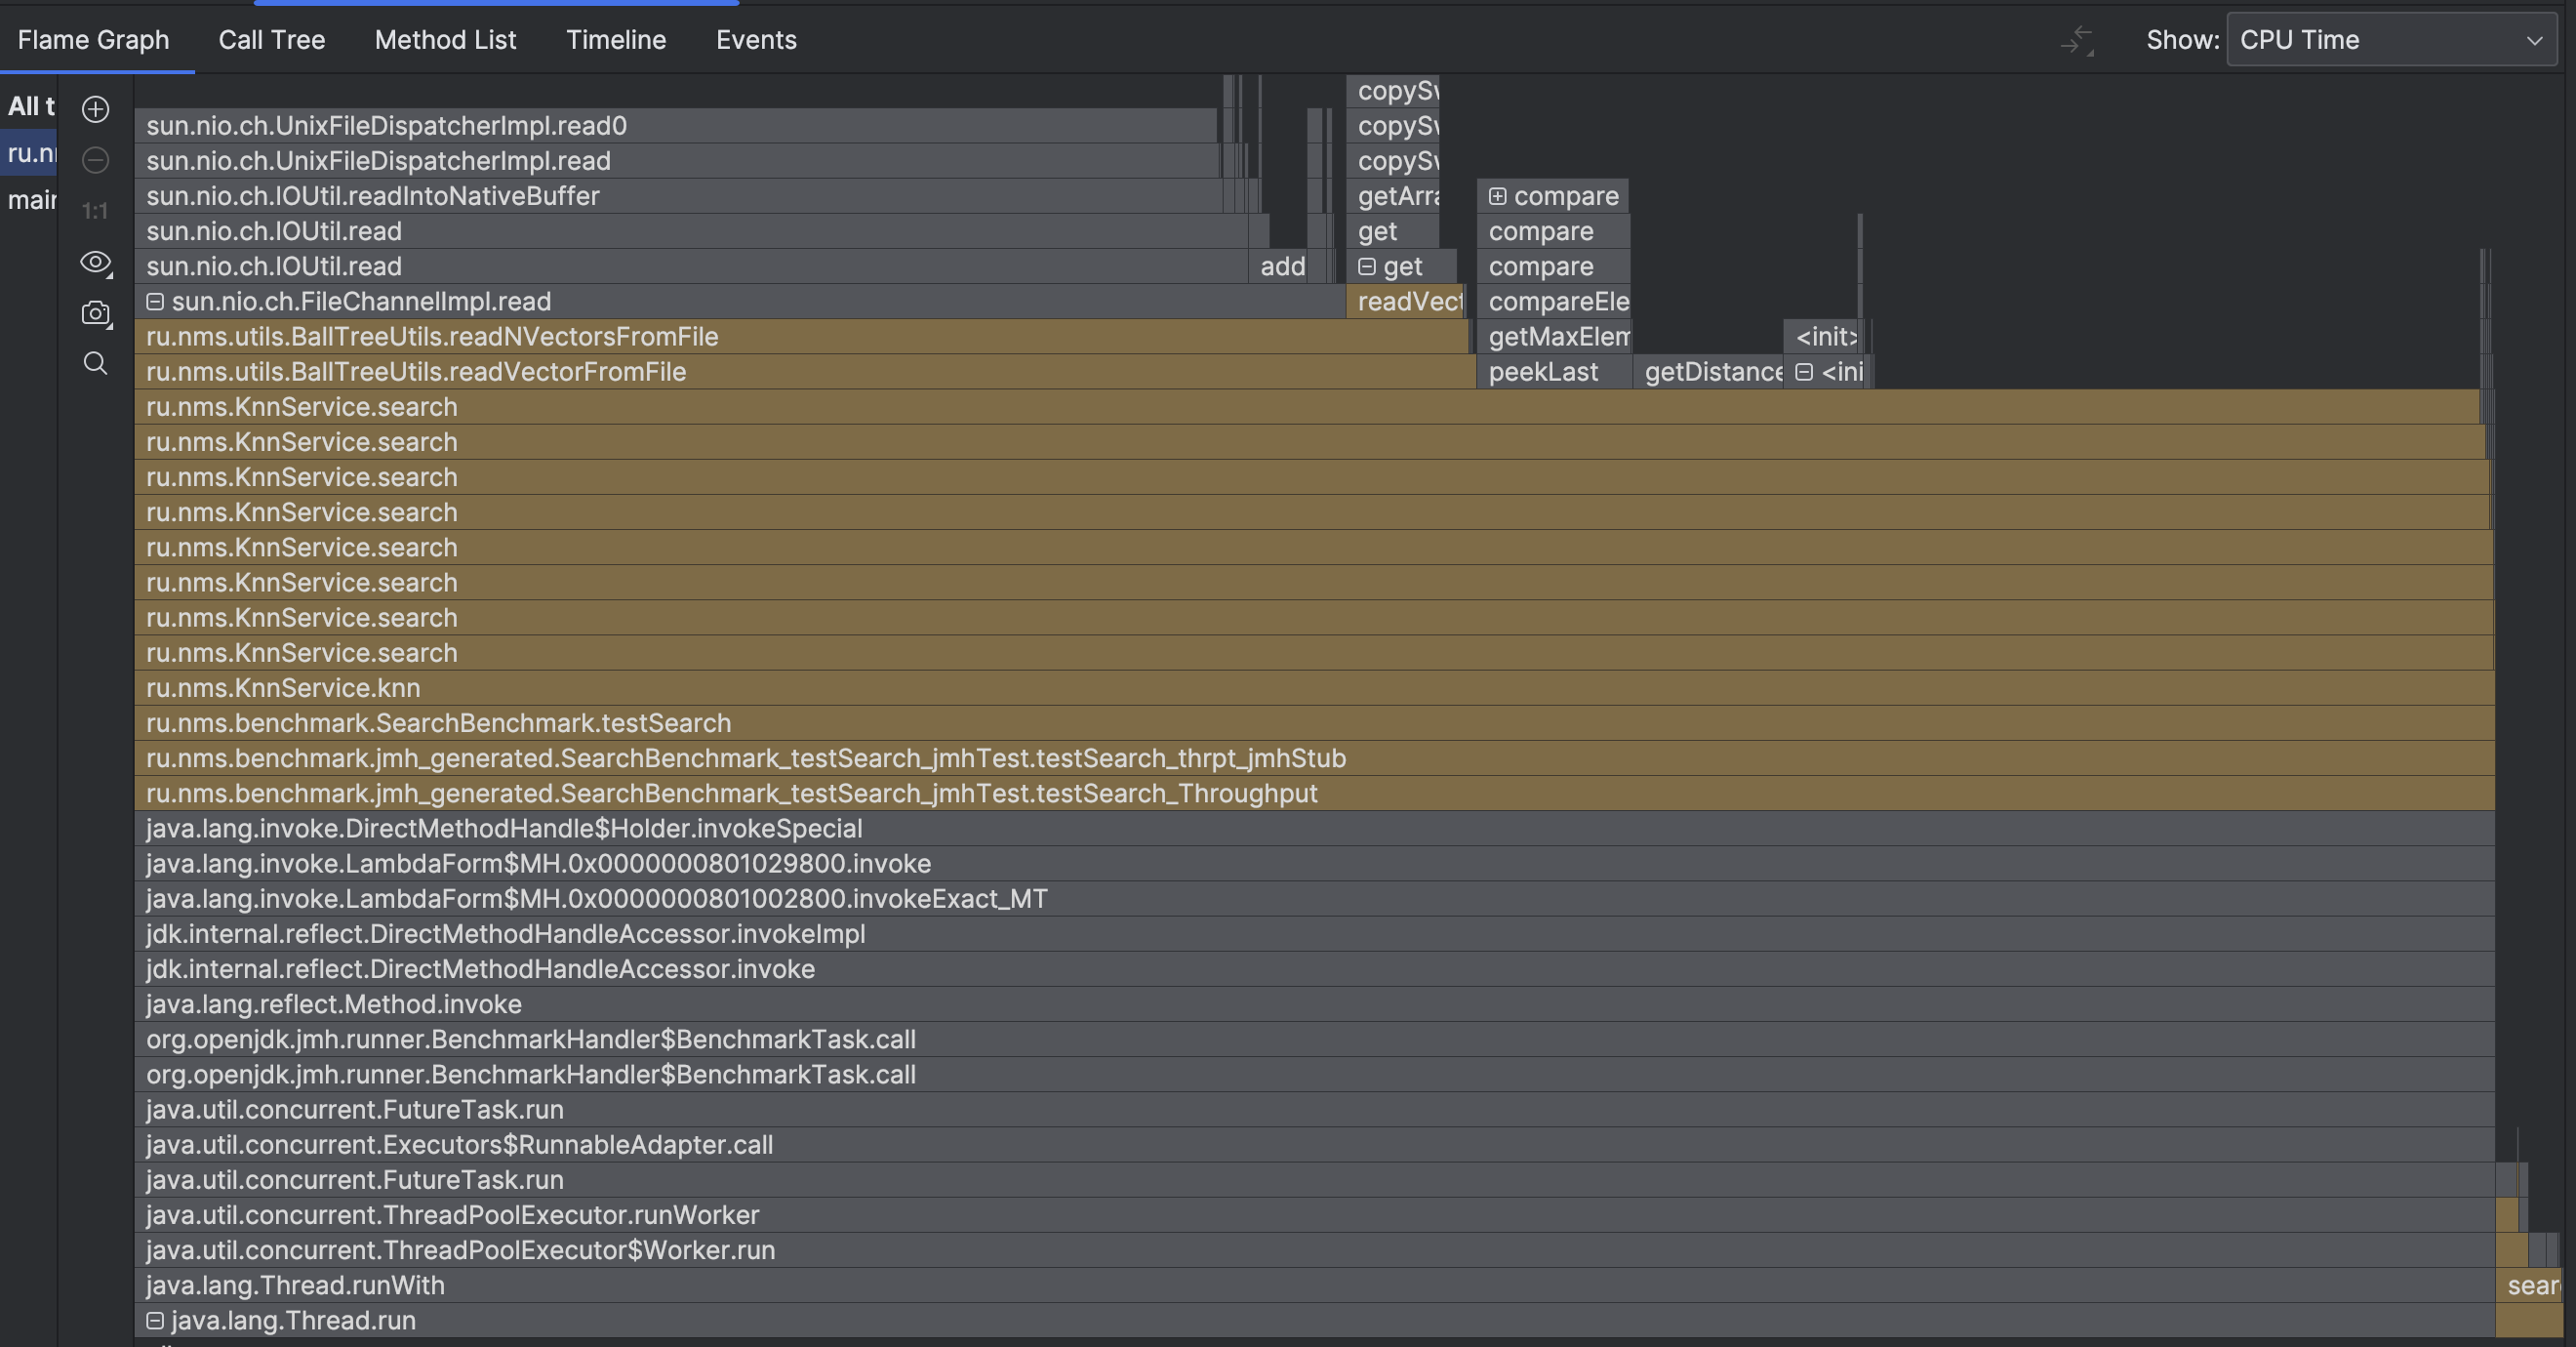 Flame Graph Call Tree Method List Timeline Events Show: CPU Time
All t
ru.n
mair
1:1
copyS
sun.nio.ch.UnixFileDispatcherImpl.read0 copyS
sun.nio.ch.UnixFileDispatcherImpl.read copyS
sun.nio.ch.IOUtil.readIntoNativeBuffer getArra compare
sun.nio.ch.IOUtil.read get compare
sun.nio.ch.IOUtil.read add get compare
sun.nio.ch.FileChannelImpl.read readVect compareEle
ru.nms.utils.BallTreeUtils.readNVectorsFromFile getMaxElem <init>
ru.nms.utils.BallTreeUtils.readVectorFromFile peekLast getDistance <ini
ru.nms.KnnService.search
ru.nms.KnnService.search
ru.nms.KnnService.search
ru.nms.KnnService.search
ru.nms.KnnService.search
ru.nms.KnnService.search
ru.nms.KnnService.search
ru.nms.KnnService.search
ru.nms.KnnService.knn
ru.nms.benchmark.SearchBenchmark.testSearch
ru.nms.benchmark.jmh_generated.SearchBenchmark_testSearch_jmhTest.testSearch_thrpt_jmhStub
ru.nms.benchmark.jmh_generated.SearchBenchmark_testSearch_jmhTest.testSearch_Throughput
java.lang.invoke.DirectMethodHandle$Holder.invokeSpecial
java.lang.invoke.LambdaForm$MH.0x0000000801029800.invoke
java.lang.invoke.LambdaForm$MH.0x0000000801002800.invokeExact_MT
jdk.internal.reflect.DirectMethodHandleAccessor.invokeImpl
jdk.internal.reflect.DirectMethodHandleAccessor.invoke
java.lang.reflect.Method.invoke
org.openjdk.jmh.runner.BenchmarkHandler$BenchmarkTask.call
org.openjdk.jmh.runner.BenchmarkHandler$BenchmarkTask.call
java.util.concurrent.FutureTask.run
java.util.concurrent.Executors$RunnableAdapter.call
java.util.concurrent.FutureTask.run
java.util.concurrent.ThreadPoolExecutor.runWorker
java.util.concurrent.ThreadPoolExecutor$Worker.run
java.lang.Thread.runWith sear
java.lang.Thread.run